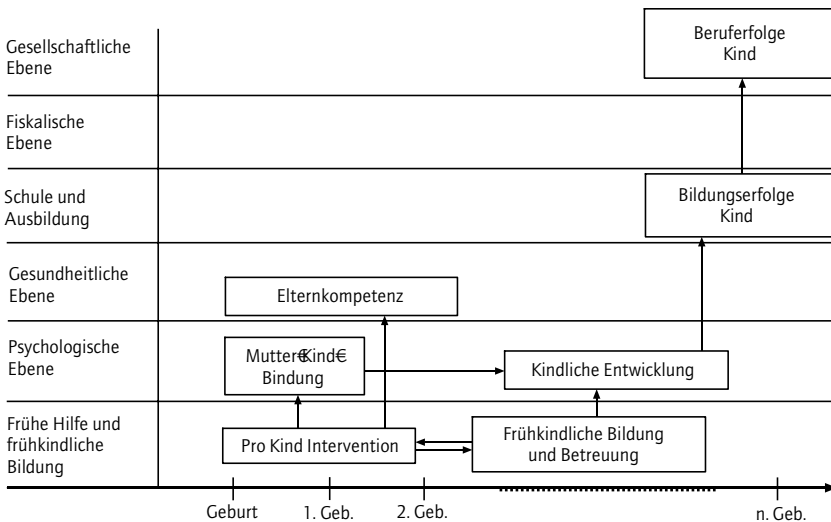 Gesellschaftliche
Ebene
Beruferfolge
Kind
Fiskalische
Ebene
Schule und
Ausbildung
Bildungserfolge
Kind
Gesundheitliche
Ebene
Elternkompetenz
Psychologische
Ebene
Mutter€Kind€
Bindung
Kindliche Entwicklung
Frühe Hilfe und
frühkindliche
Bildung
Pro Kind Intervention
Frühkindliche Bildung
und Betreuung
Geburt
1. Geb.
2. Geb.
n. Geb.